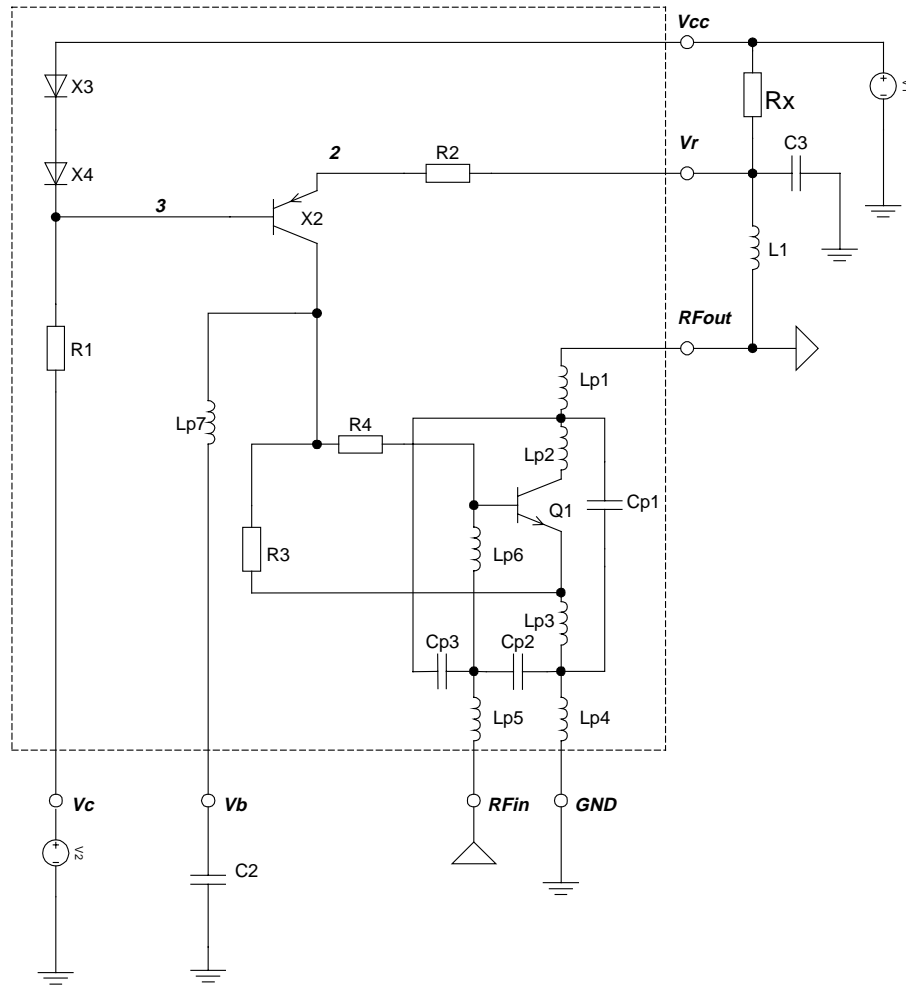 Vcc
X3
Rx
Vr
C3
2
R2
X4
3
X2
L1
RFout
R1
Lp1
Lp7
R4
Lp2
Q1
Cp1
R3
Lp6
Lp3
Cp3
Cp2
Lp5
Lp4
Vc
Vb
RFin
GND
V2
C2